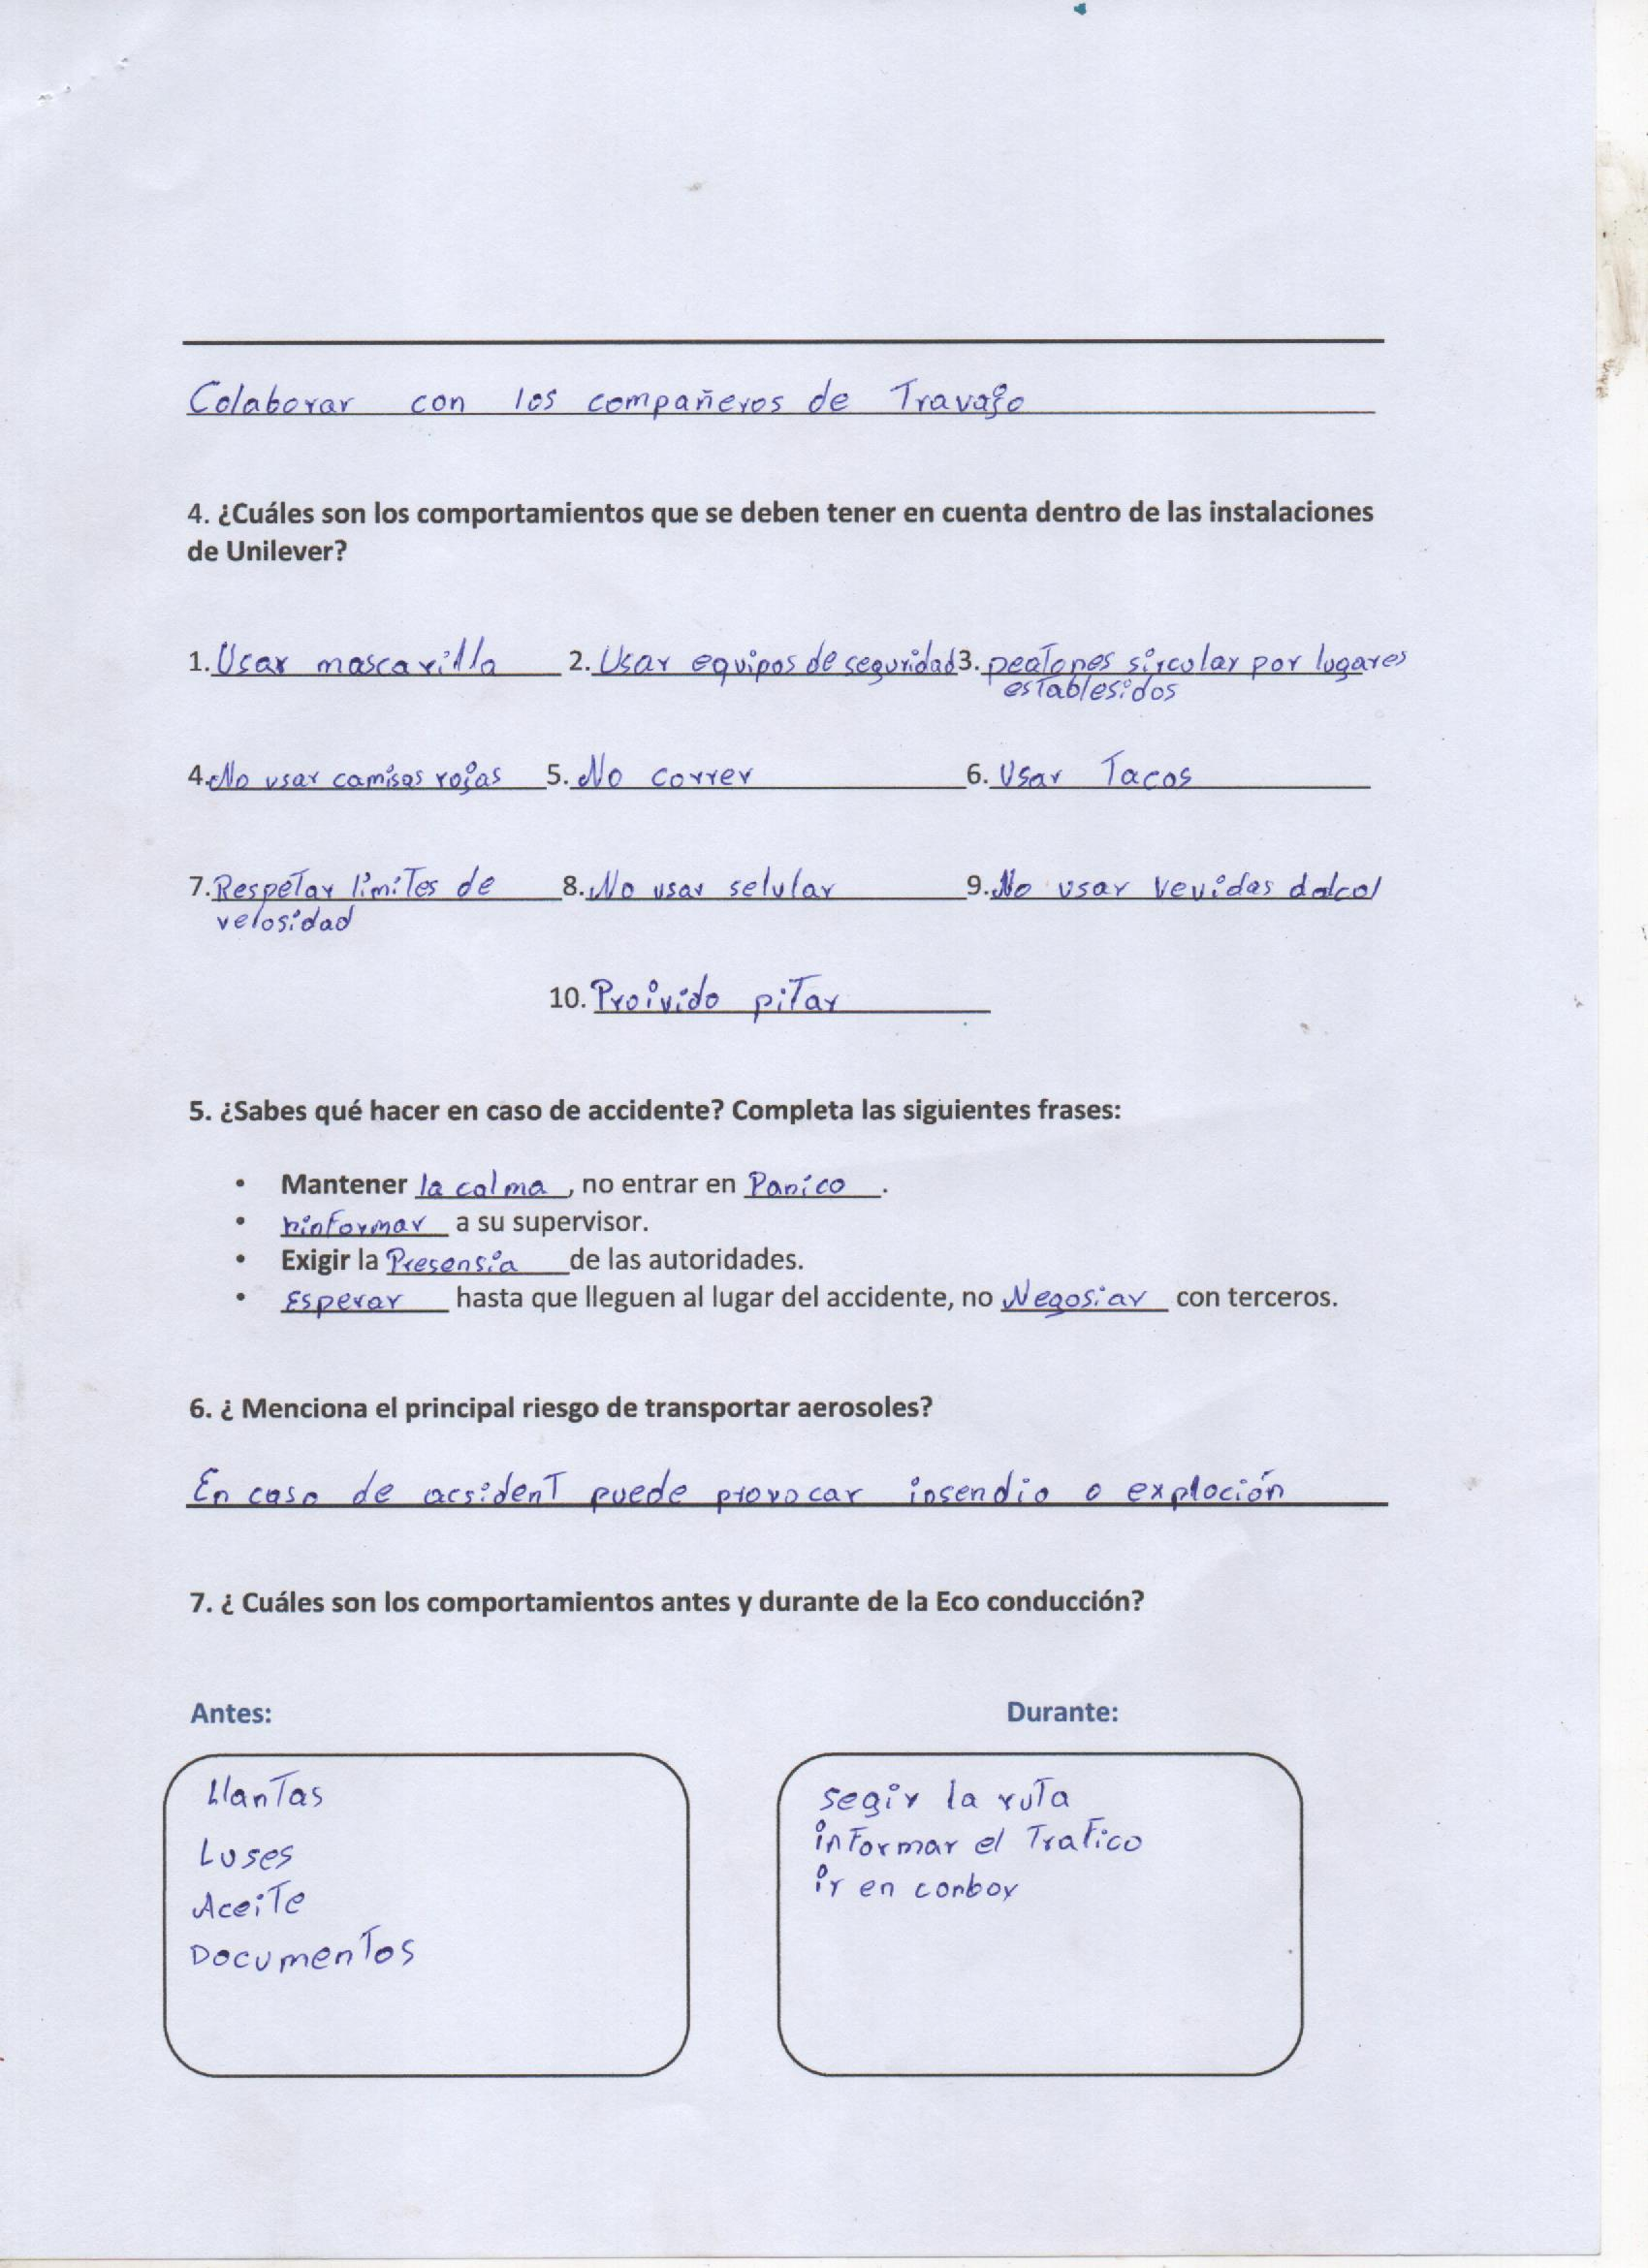 Colaborar con los compañeros de Travajo
4. ¿Cuáles son los comportamientos que se deben tener en cuenta dentro de las instalaciones
de Unilever?
1. Usar mascarilla 2. Usar equipos de seguridad 3. peatones sircular por lugares
establesidos
4. No usar camisas rojas 5. No correr 6. Usar Tacos
7. Respetar limites de 8. No usar selular 9. No usar vevidas dalcol
velosidad
10. Proivido pitar
5. ¿Sabes qué hacer en caso de accidente? Completa las siguientes frases:
• Mantener la calma, no entrar en Panico.
• hinformar a su supervisor.
• Exigir la Presensia de las autoridades.
• Esperar hasta que lleguen al lugar del accidente, no Negosiar con terceros.
6. ¿ Menciona el principal riesgo de transportar aerosoles?
En caso de acsident puede provocar insendio o exploción
7. ¿ Cuáles son los comportamientos antes y durante de la Eco conducción?
Antes: Durante:
Llantas
Luses
Aceite
Documentos
segir la ruta
informar el Trafico
ir en conboy